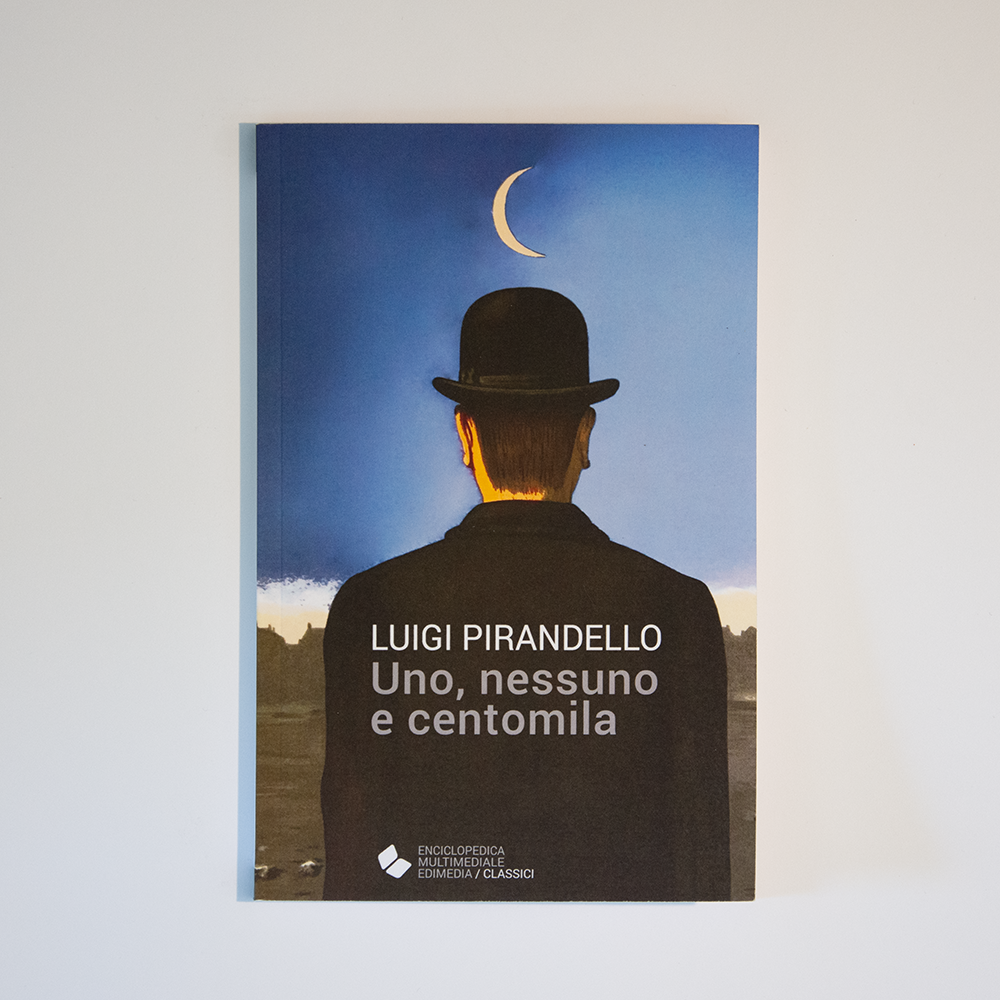 LUIGI PIRANDELLO
Uno, nessuno
e centomila
ENCICLOPEDICA
MULTIMEDIALE
EDIMEDIA / CLASSICI